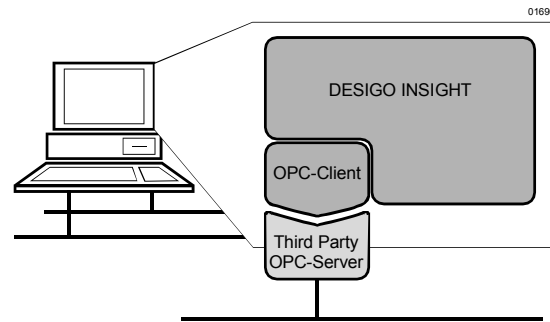 0169
DESIGO INSIGHT
OPC-Client
Third Party
OPC-Server